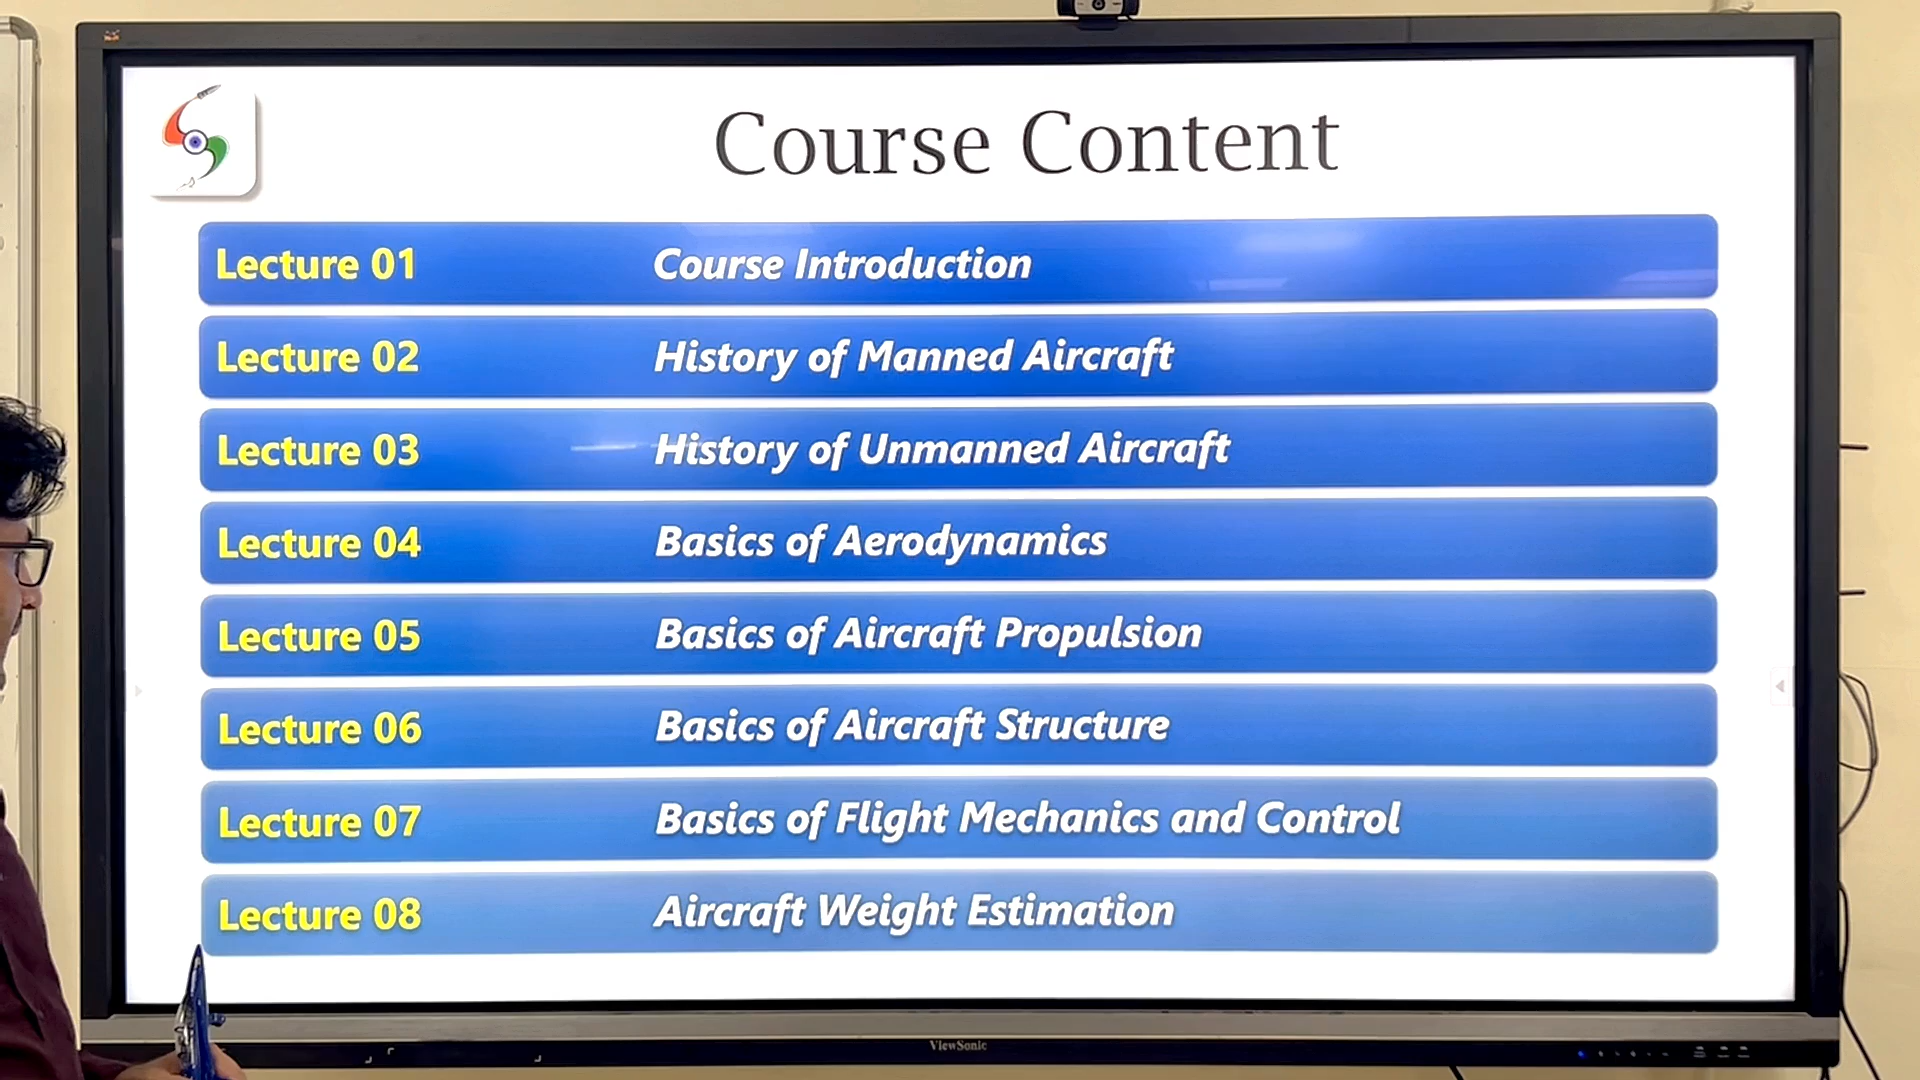 Course Content
Lecture 01 Course Introduction
Lecture 02 History of Manned Aircraft
Lecture 03 History of Unmanned Aircraft
Lecture 04 Basics of Aerodynamics
Lecture 05 Basics of Aircraft Propulsion
Lecture 06 Basics of Aircraft Structure
Lecture 07 Basics of Flight Mechanics and Control
Lecture 08 Aircraft Weight Estimation
ViewSonic